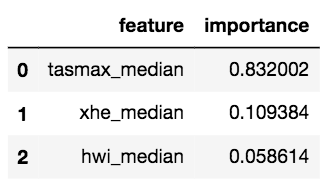 feature importance
0 tasmax_median 0.832002
1 xhe_median 0.109384
2 hwi_median 0.058614